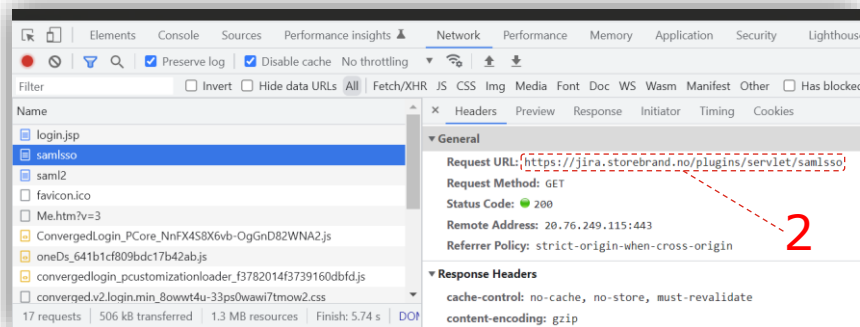 Elements Console Sources Performance insights Network Performance Memory Application Security Lighthouse
Preserve log Disable cache No throttling
Filter Invert Hide data URLs All Fetch/XHR JS CSS Img Media Font Doc WS Wasm Manifest Other Has blocked
Name
login.jsp
samlsso
saml2
favicon.ico
Me.htm?v=3
ConvergedLogin_PCore_NnFX4S8X6vb-OgGnD82WNA2.js
oneDs_641b1cf809bdc17b42ab.js
convergedlogin_pcustomizationloader_f3782014f3739160dbfd.js
converged.v2.login.min_8owwt4u-33ps0wawi7tmow2.css
17 requests 506 kB transferred 1.3 MB resources Finish: 5.74 s DOM
× Headers Preview Response Initiator Timing Cookies
General
Request URL: https://jira.storebrand.no/plugins/servlet/samlsso
Request Method: GET
Status Code: 200
Remote Address: 20.76.249.115:443
Referrer Policy: strict-origin-when-cross-origin
2
Response Headers
cache-control: no-cache, no-store, must-revalidate
content-encoding: gzip